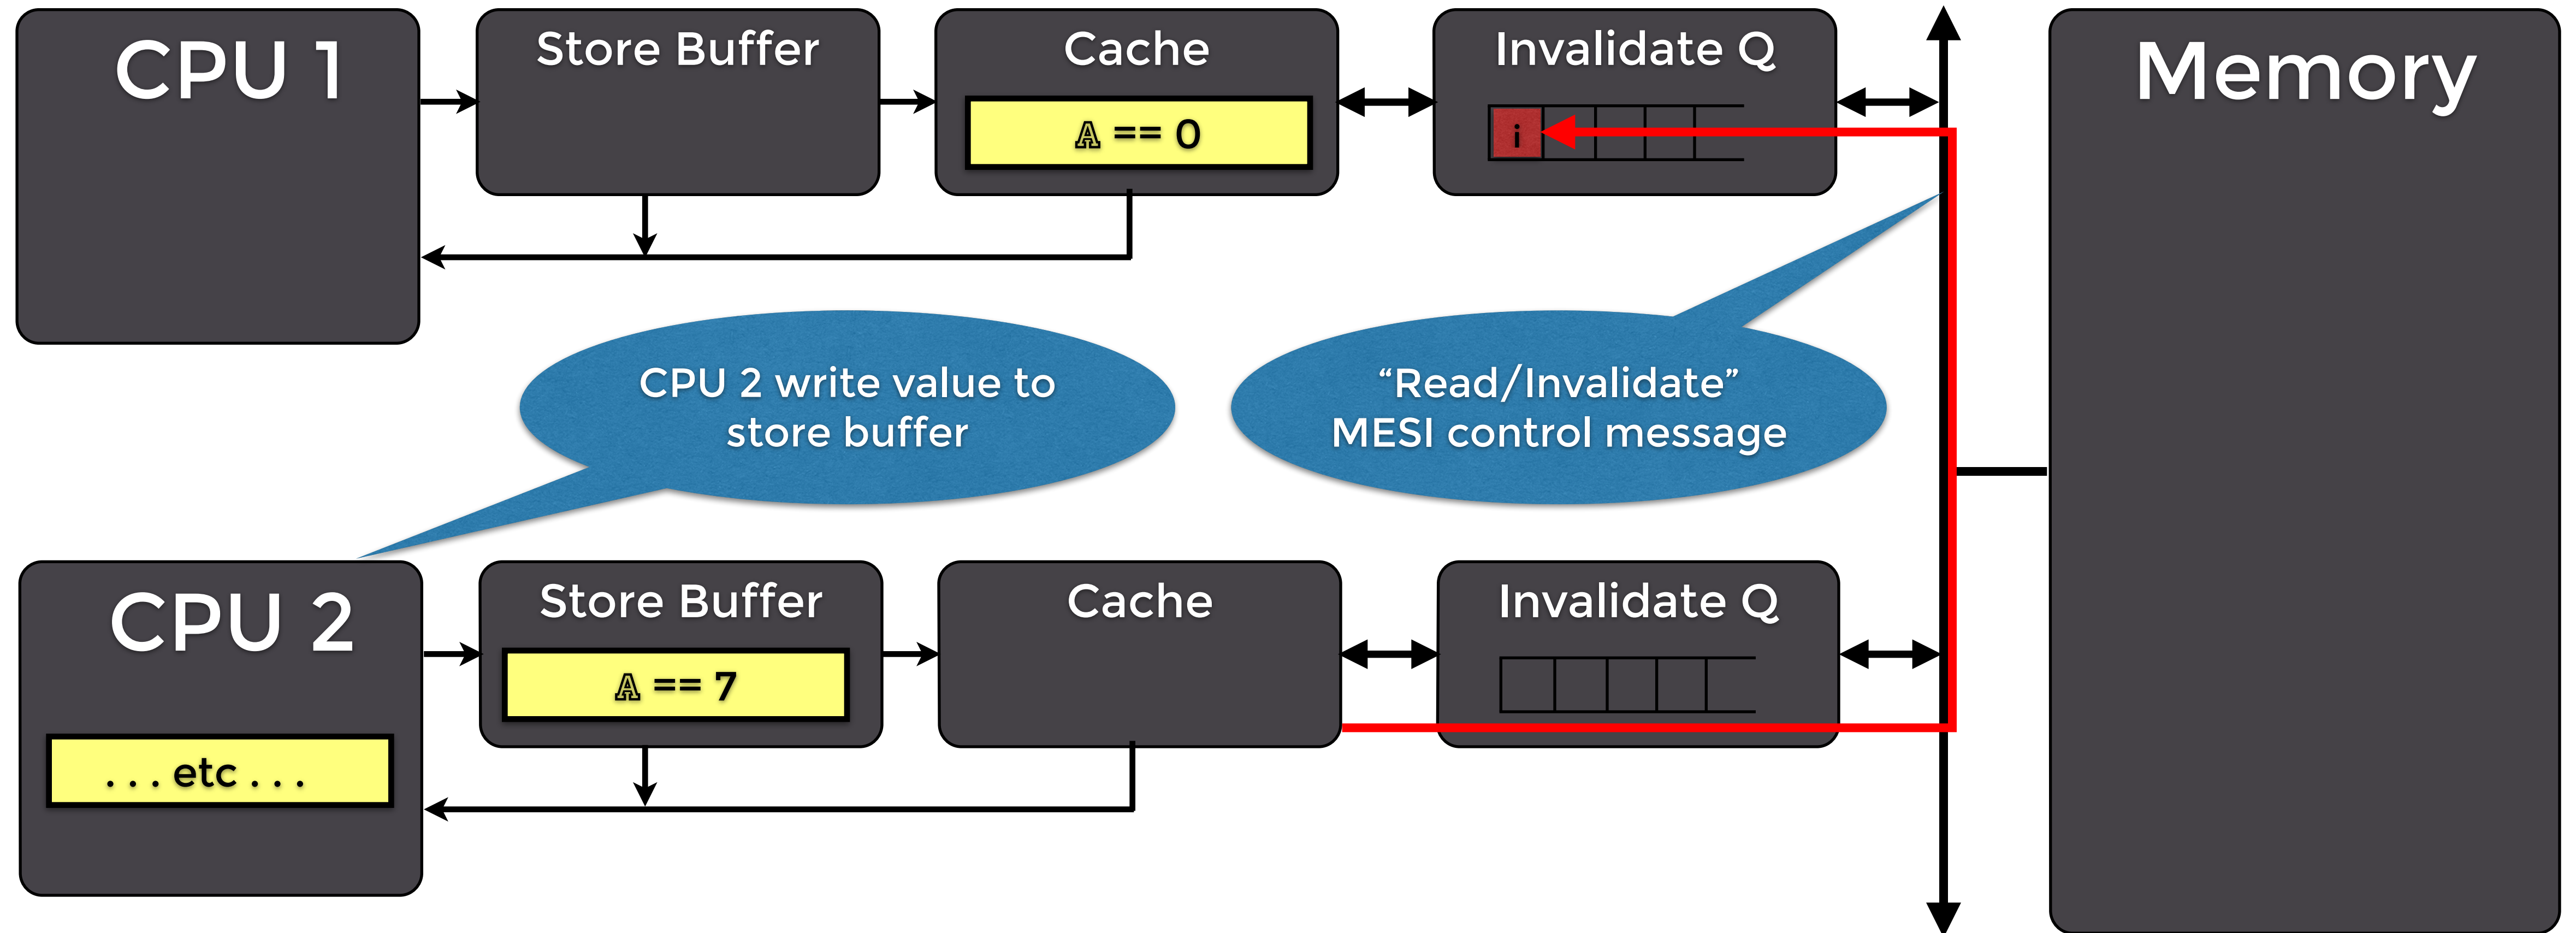 CPU 1
Store Buffer
Cache
𝔸 == 0
Invalidate Q
i
Memory
CPU 2 write value to
store buffer
“Read/Invalidate”
MESI control message
CPU 2
. . . etc . . .
Store Buffer
𝔸 == 7
Cache
Invalidate Q